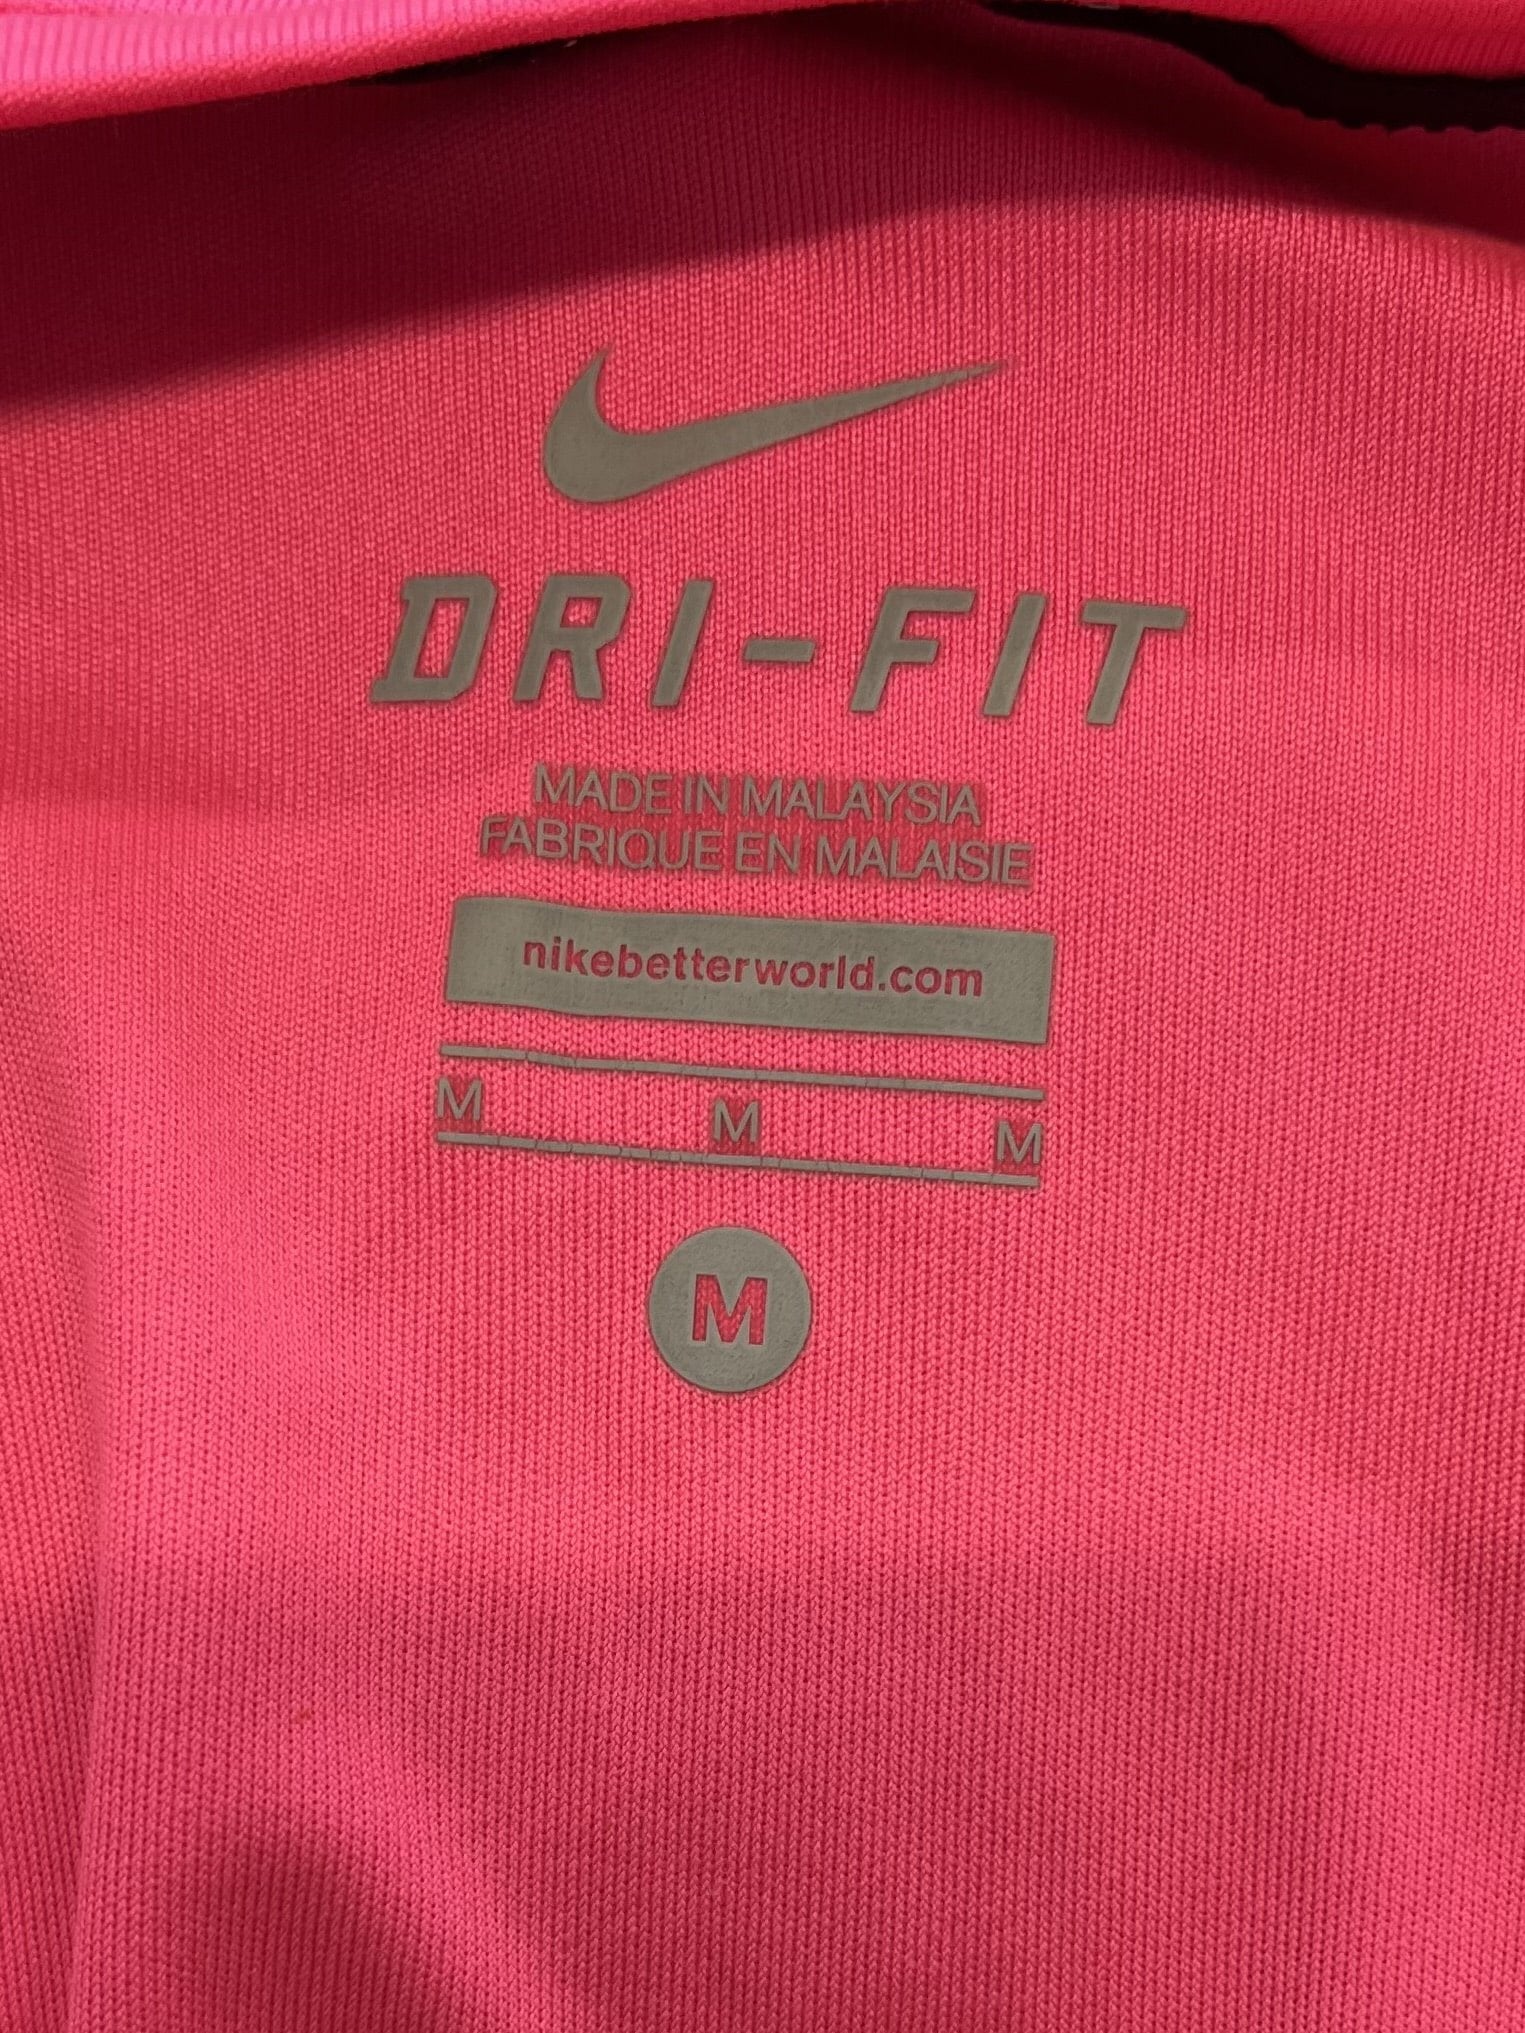 DRI-FIT
MADE IN MALAYSIA
FABRIQUE EN MALAISIE
nikebetterworld.com
M M M
M